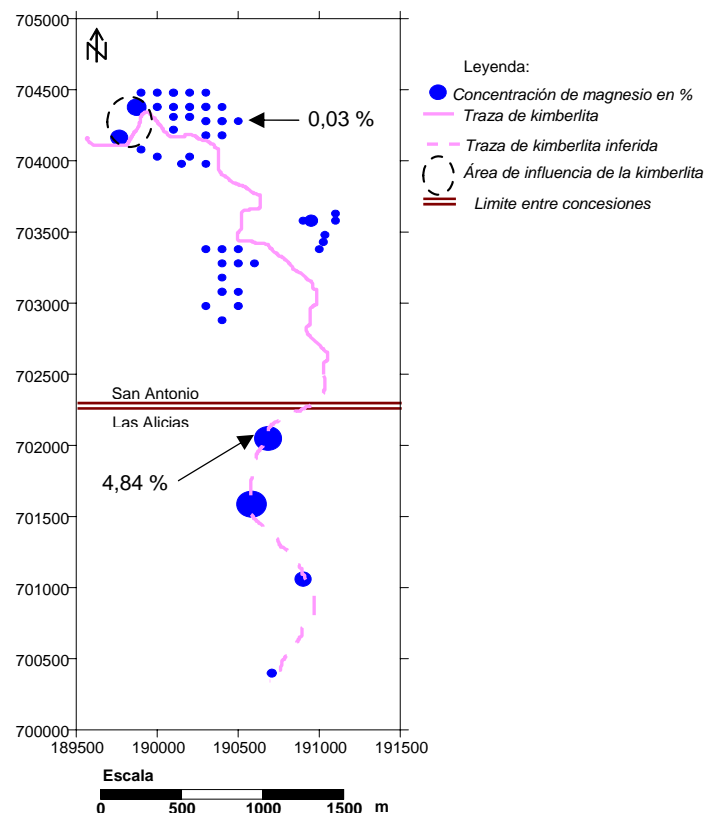 705000
704500
704000
703500
703000
702500
702000
701500
701000
700500
700000
N
0,03 %
San Antonio
Las Alicias
4,84 %
189500 190000 190500 191000 191500
Leyenda:
Concentración de magnesio en %
Traza de kimberlita
Traza de kimberlita inferida
Área de influencia de la kimberlita
Limite entre concesiones
Escala
0 500 1000 1500 m